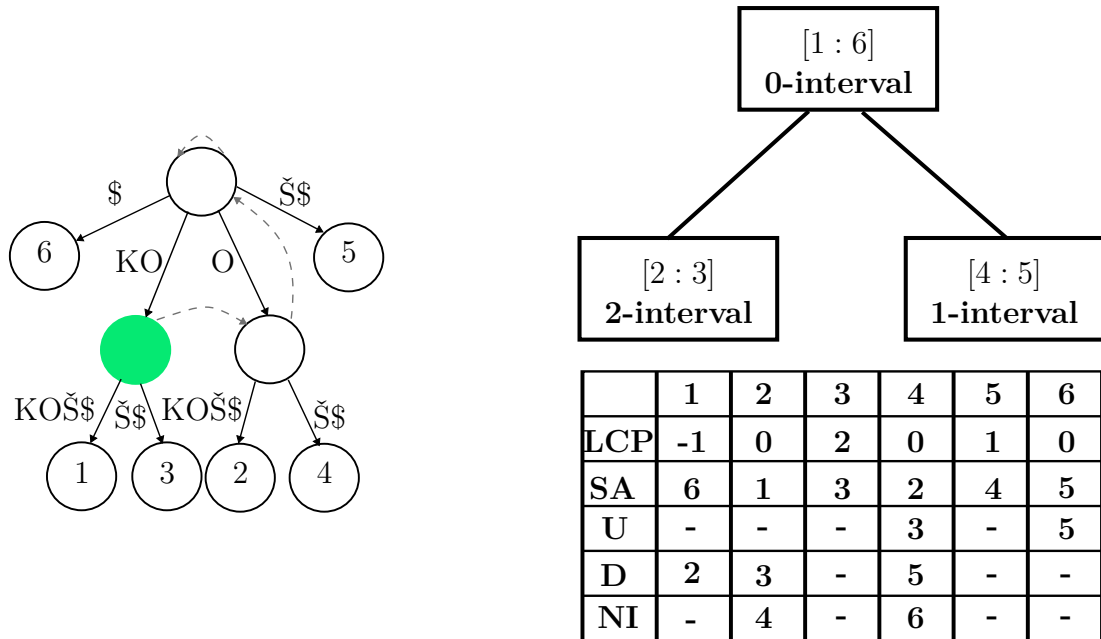 $
Š$
6
5
KO
O
KOŠ$
Š$
KOŠ$
Š$
1
3
2
4
[1 : 6]
0-interval
[2 : 3]
2-interval
[4 : 5]
1-interval
1 2 3 4 5 6
LCP -1 0 2 0 1 0
SA 6 1 3 2 4 5
U - - - 3 - 5
D 2 3 - 5 - -
NI - 4 - 6 - -